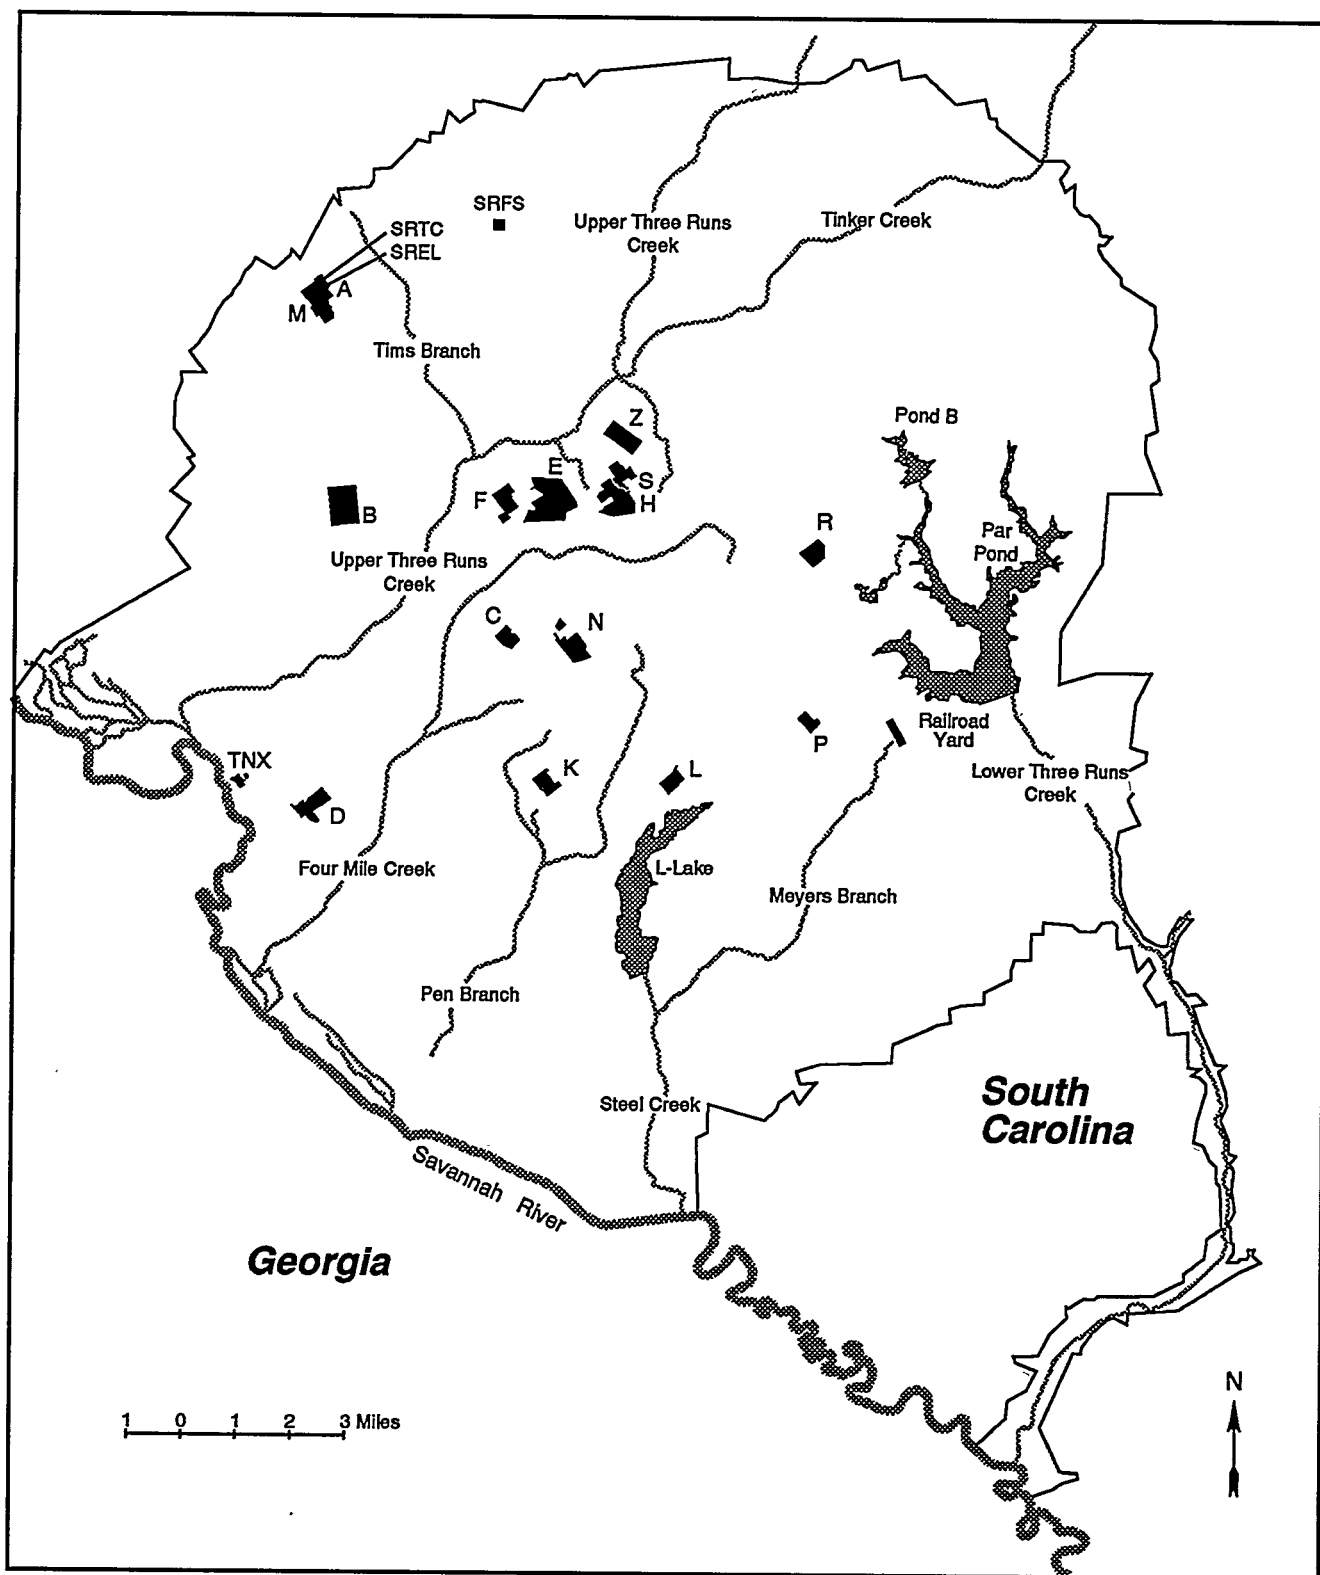 SRFS
Upper Three Runs
Creek
Tinker Creek
SRTC
SREL
A
M
Tims Branch
Z
Pond B
E
S
F
H
B
R
Par
Pond
Upper Three Runs
Creek
C
N
Railroad
Yard
P
TNX
K
L
Lower Three Runs
Creek
D
Four Mile Creek
L-Lake
Meyers Branch
Pen Branch
South
Carolina
Steel Creek
Savannah River
Georgia
N
1 0 1 2 3 Miles